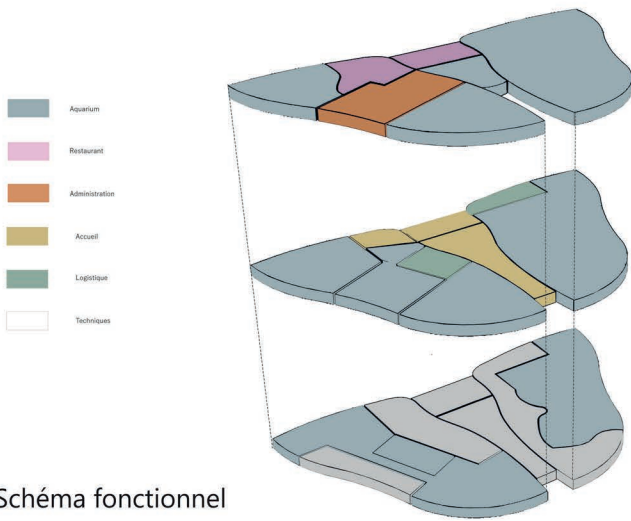 Aquarium
Restaurant
Administration
Accueil
Logistique
Techniques
Schéma fonctionnel